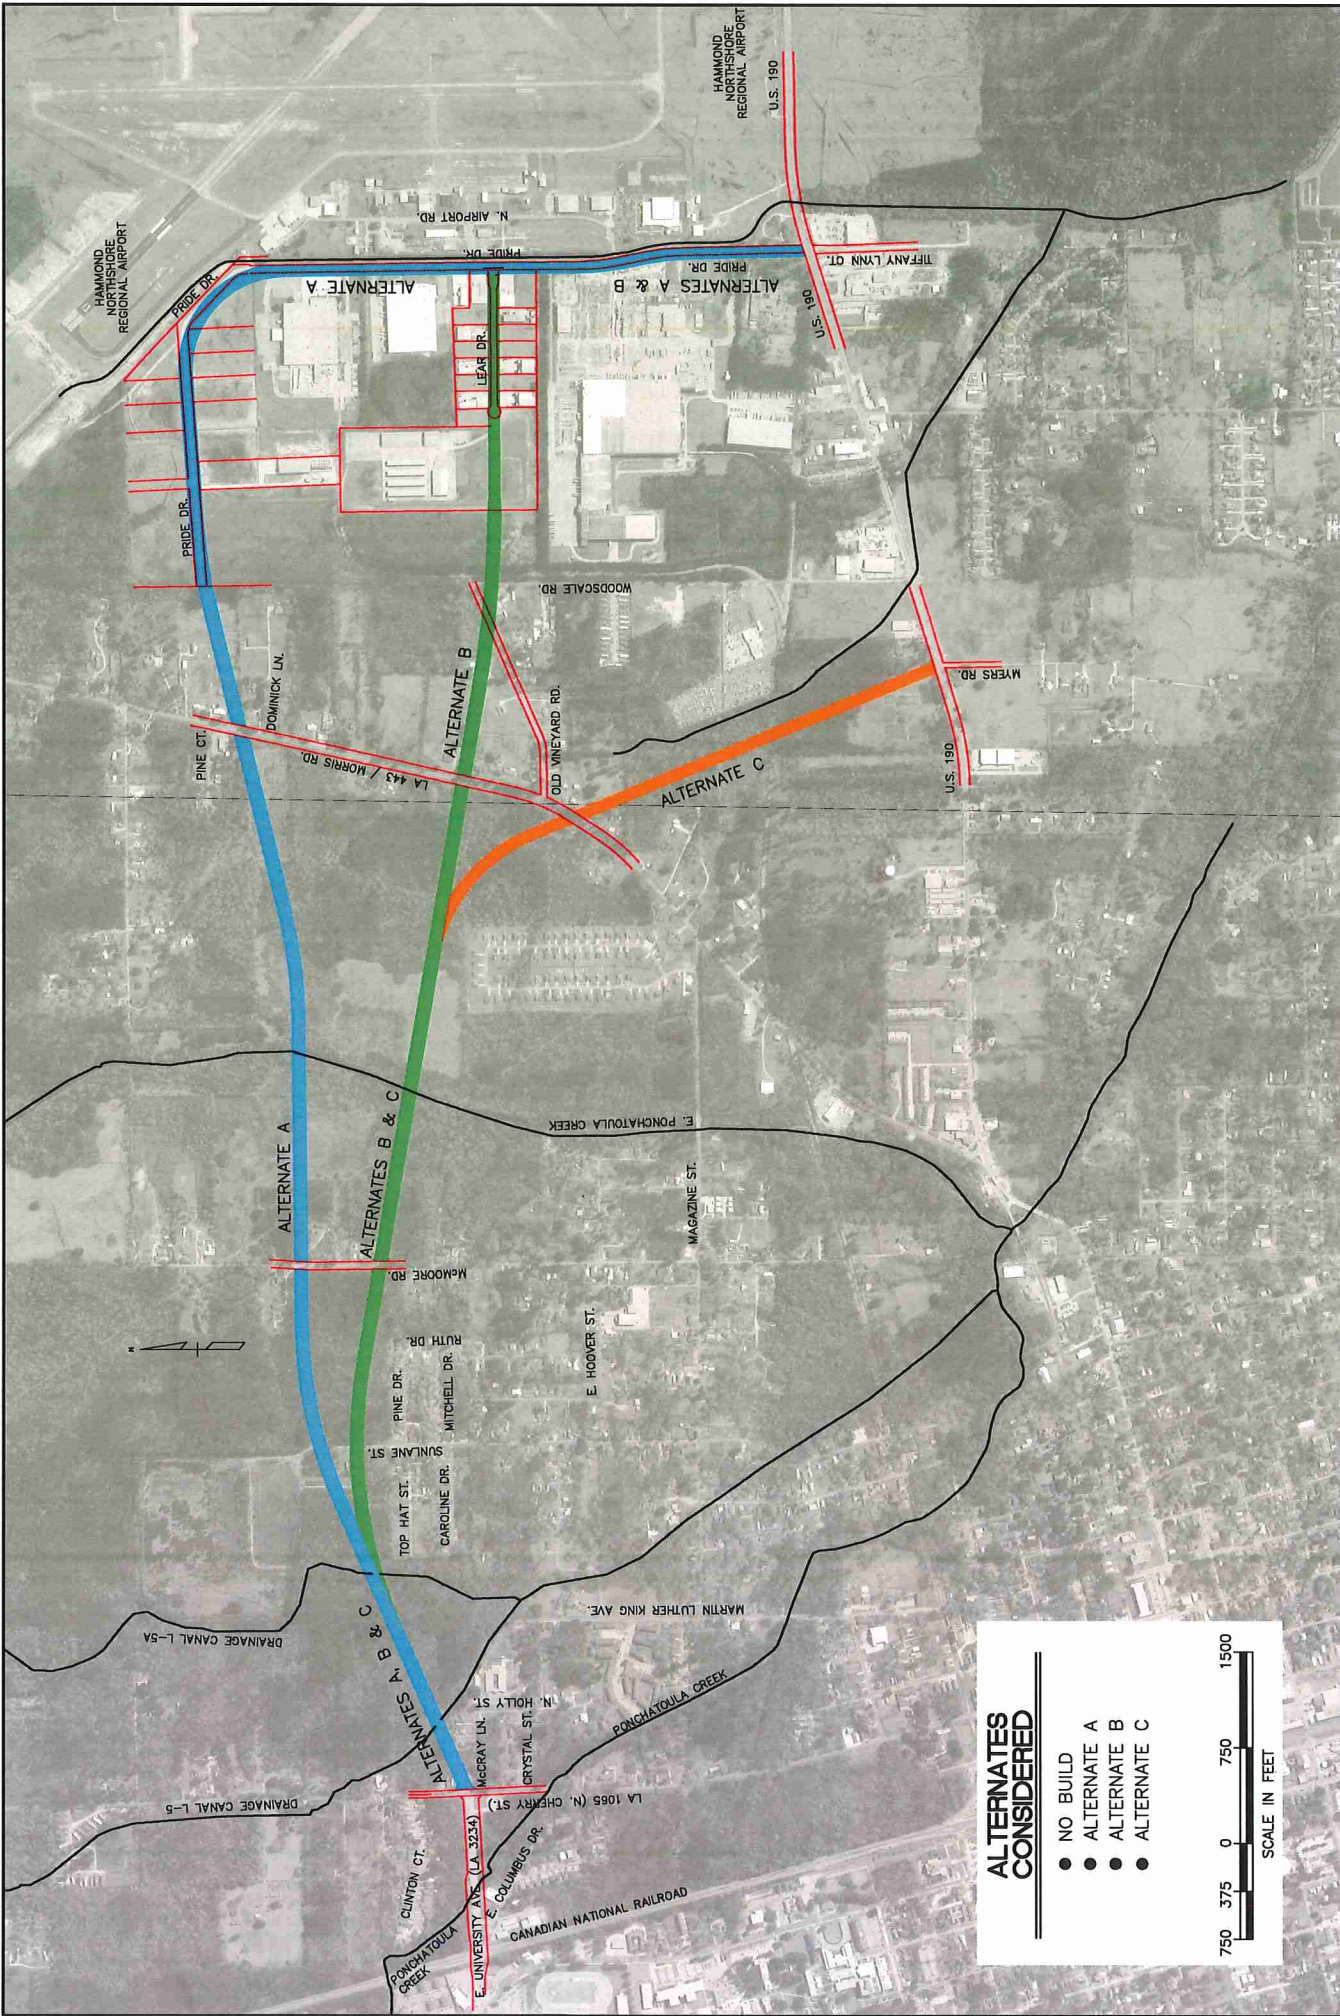 HAMMOND
NORTHSHORE
REGIONAL AIRPORT
HAMMOND
NORTHSHORE
REGIONAL AIRPORT
U.S. 190
N. AIRPORT RD.
PRIDE DR.
PRIDE DR.
PRIDE DR.
TIFFANY LYNN CT.
ALTERNATE A
ALTERNATES A & B
U.S. 190
LEAR DR.
PRIDE DR.
WOODSCALE RD.
PINE CT.
DOMINICK LN.
LA 443 / MORRIS RD.
ALTERNATE B
OLD VINEYARD RD.
MYERS RD.
U.S. 190
ALTERNATE C
ALTERNATE A
ALTERNATES B & C
E. PONCHATOULA CREEK
MAGAZINE ST.
McMOORE RD.
N
RUTH DR.
PINE DR.
MITCHELL DR.
E. HOOVER ST.
SUNLANE ST.
TOP HAT ST.
CAROLINE DR.
DRAINAGE CANAL L-5A
ALTERNATES A, B & C
MARTIN LUTHER KING AVE.
N. HOLLY ST.
McCRAY LN.
CRYSTAL ST.
PONCHATOULA CREEK
DRAINAGE CANAL L-5
LA 1065 (N. CHERRY ST.)
CLINTON CT.
E. UNIVERSITY AVE. (LA 3234)
E. COLUMBUS DR.
PONCHATOULA
CREEK
CANADIAN NATIONAL RAILROAD
ALTERNATES
CONSIDERED
● NO BUILD
● ALTERNATE A
● ALTERNATE B
● ALTERNATE C
750 375 0 750 1500
SCALE IN FEET